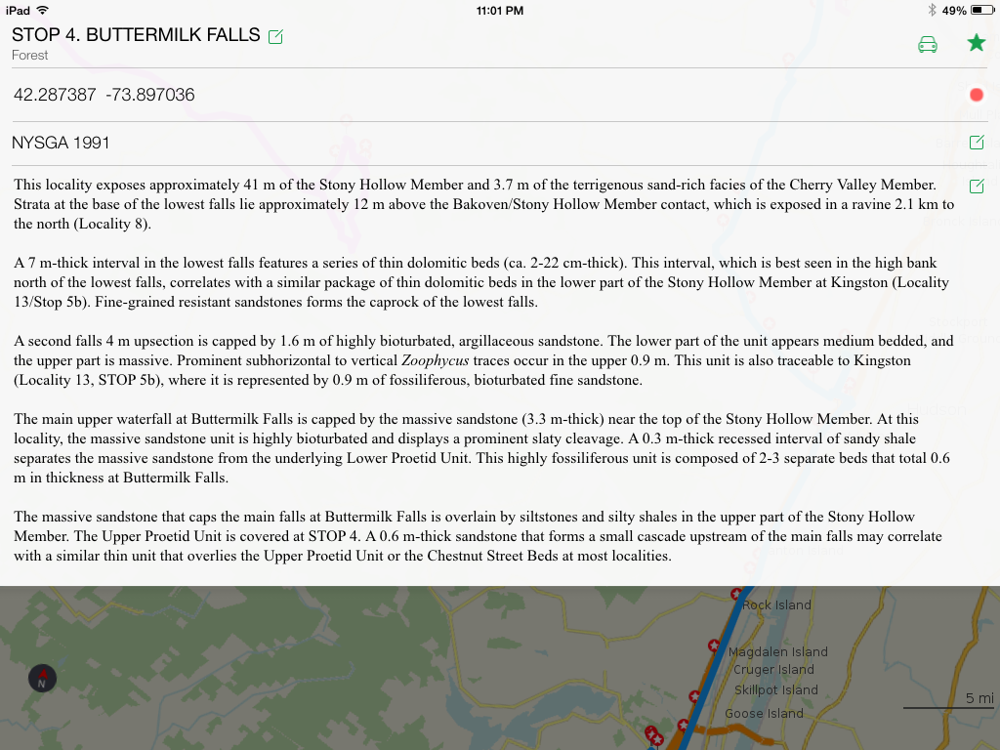 iPad 11:01 PM 49%
STOP 4. BUTTERMILK FALLS
Forest
42.287387 -73.897036
NYSGA 1991
This locality exposes approximately 41 m of the Stony Hollow Member and 3.7 m of the terrigenous sand-rich facies of the Cherry Valley Member.
Strata at the base of the lowest falls lie approximately 12 m above the Bakoven/Stony Hollow Member contact, which is exposed in a ravine 2.1 km to
the north (Locality 8).
A 7 m-thick interval in the lowest falls features a series of thin dolomitic beds (ca. 2-22 cm-thick). This interval, which is best seen in the high bank
north of the lowest falls, correlates with a similar package of thin dolomitic beds in the lower part of the Stony Hollow Member at Kingston (Locality
13/Stop 5b). Fine-grained resistant sandstones forms the caprock of the lowest falls.
A second falls 4 m upsection is capped by 1.6 m of highly bioturbated, argillaceous sandstone. The lower part of the unit appears medium bedded, and
the upper part is massive. Prominent subhorizontal to vertical Zoophycus traces occur in the upper 0.9 m. This unit is also traceable to Kingston
(Locality 13, STOP 5b), where it is represented by 0.9 m of fossiliferous, bioturbated fine sandstone.
The main upper waterfall at Buttermilk Falls is capped by the massive sandstone (3.3 m-thick) near the top of the Stony Hollow Member. At this
locality, the massive sandstone unit is highly bioturbated and displays a prominent slaty cleavage. A 0.3 m-thick recessed interval of sandy shale
separates the massive sandstone from the underlying Lower Proetid Unit. This highly fossiliferous unit is composed of 2-3 separate beds that total 0.6
m in thickness at Buttermilk Falls.
The massive sandstone that caps the main falls at Buttermilk Falls is overlain by siltstones and silty shales in the upper part of the Stony Hollow
Member. The Upper Proetid Unit is covered at STOP 4. A 0.6 m-thick sandstone that forms a small cascade upstream of the main falls may correlate
with a similar thin unit that overlies the Upper Proetid Unit or the Chestnut Street Beds at most localities.
Rock Island
Magdalen Island
Cruger Island
Skillpot Island
Goose Island
5 mi
N